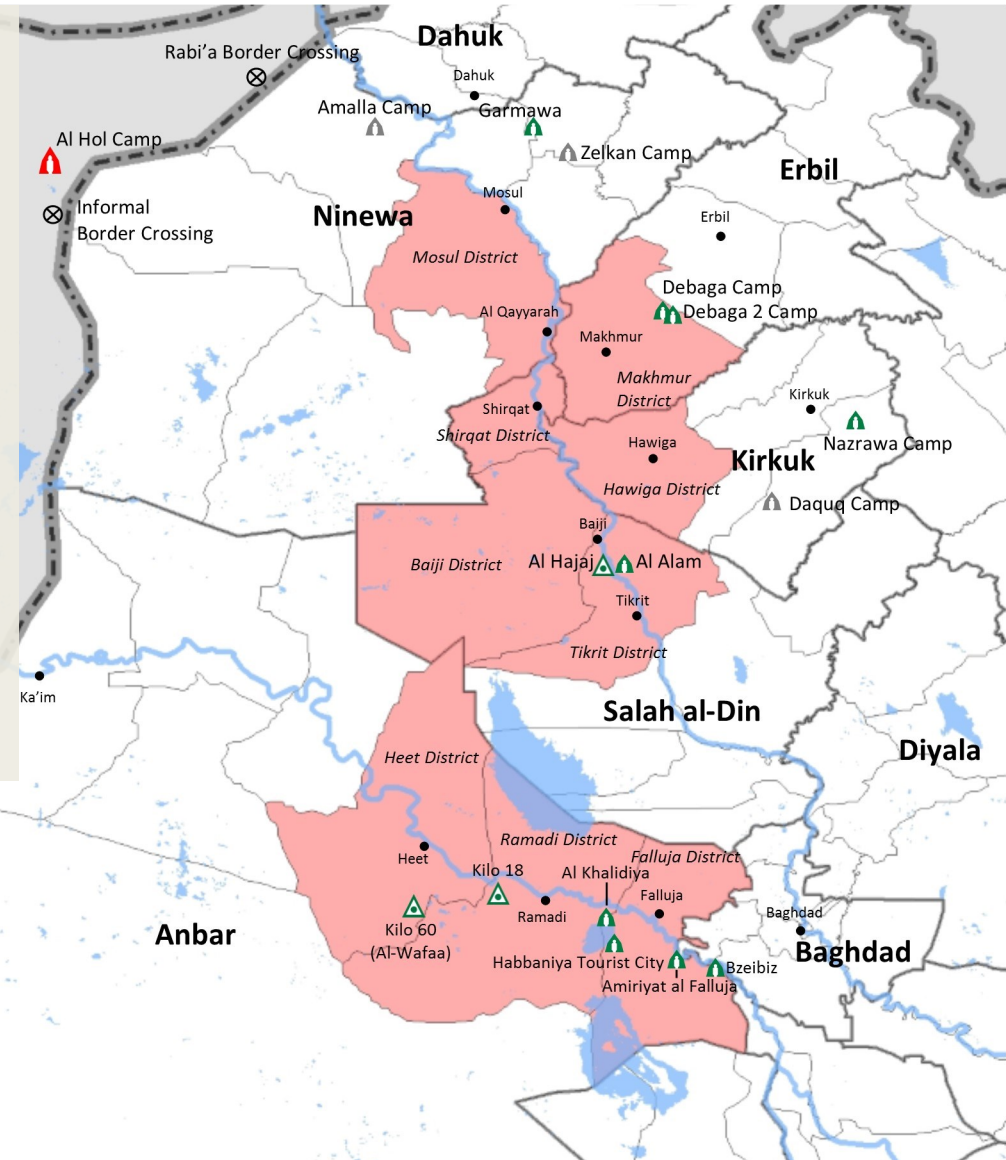 Dahuk
Rabi’a Border Crossing
Dahuk
Amalla Camp
Garmawa
Al Hol Camp
Zelkan Camp
Erbil
Mosul
Informal
Border Crossing
Ninewa
Erbil
Mosul District
Debaga Camp
Al Qayyarah
Debaga 2 Camp
Makhmur
Makhmur
District
Kirkuk
Shirqat
Shirqat District
Hawiga
Nazrawa Camp
Kirkuk
Hawiga District
Daquq Camp
Baiji
Baiji District
Al Hajaj
Al Alam
Tikrit
Tikrit District
Ka’im
Salah al-Din
Diyala
Heet District
Ramadi District
Falluja District
Heet
Kilo 18
Al Khalidiya
Falluja
Ramadi
Baghdad
Kilo 60
(Al-Wafaa)
Anbar
Baghdad
Habbaniya Tourist City
Bzeibiz
Amiriyat al Falluja